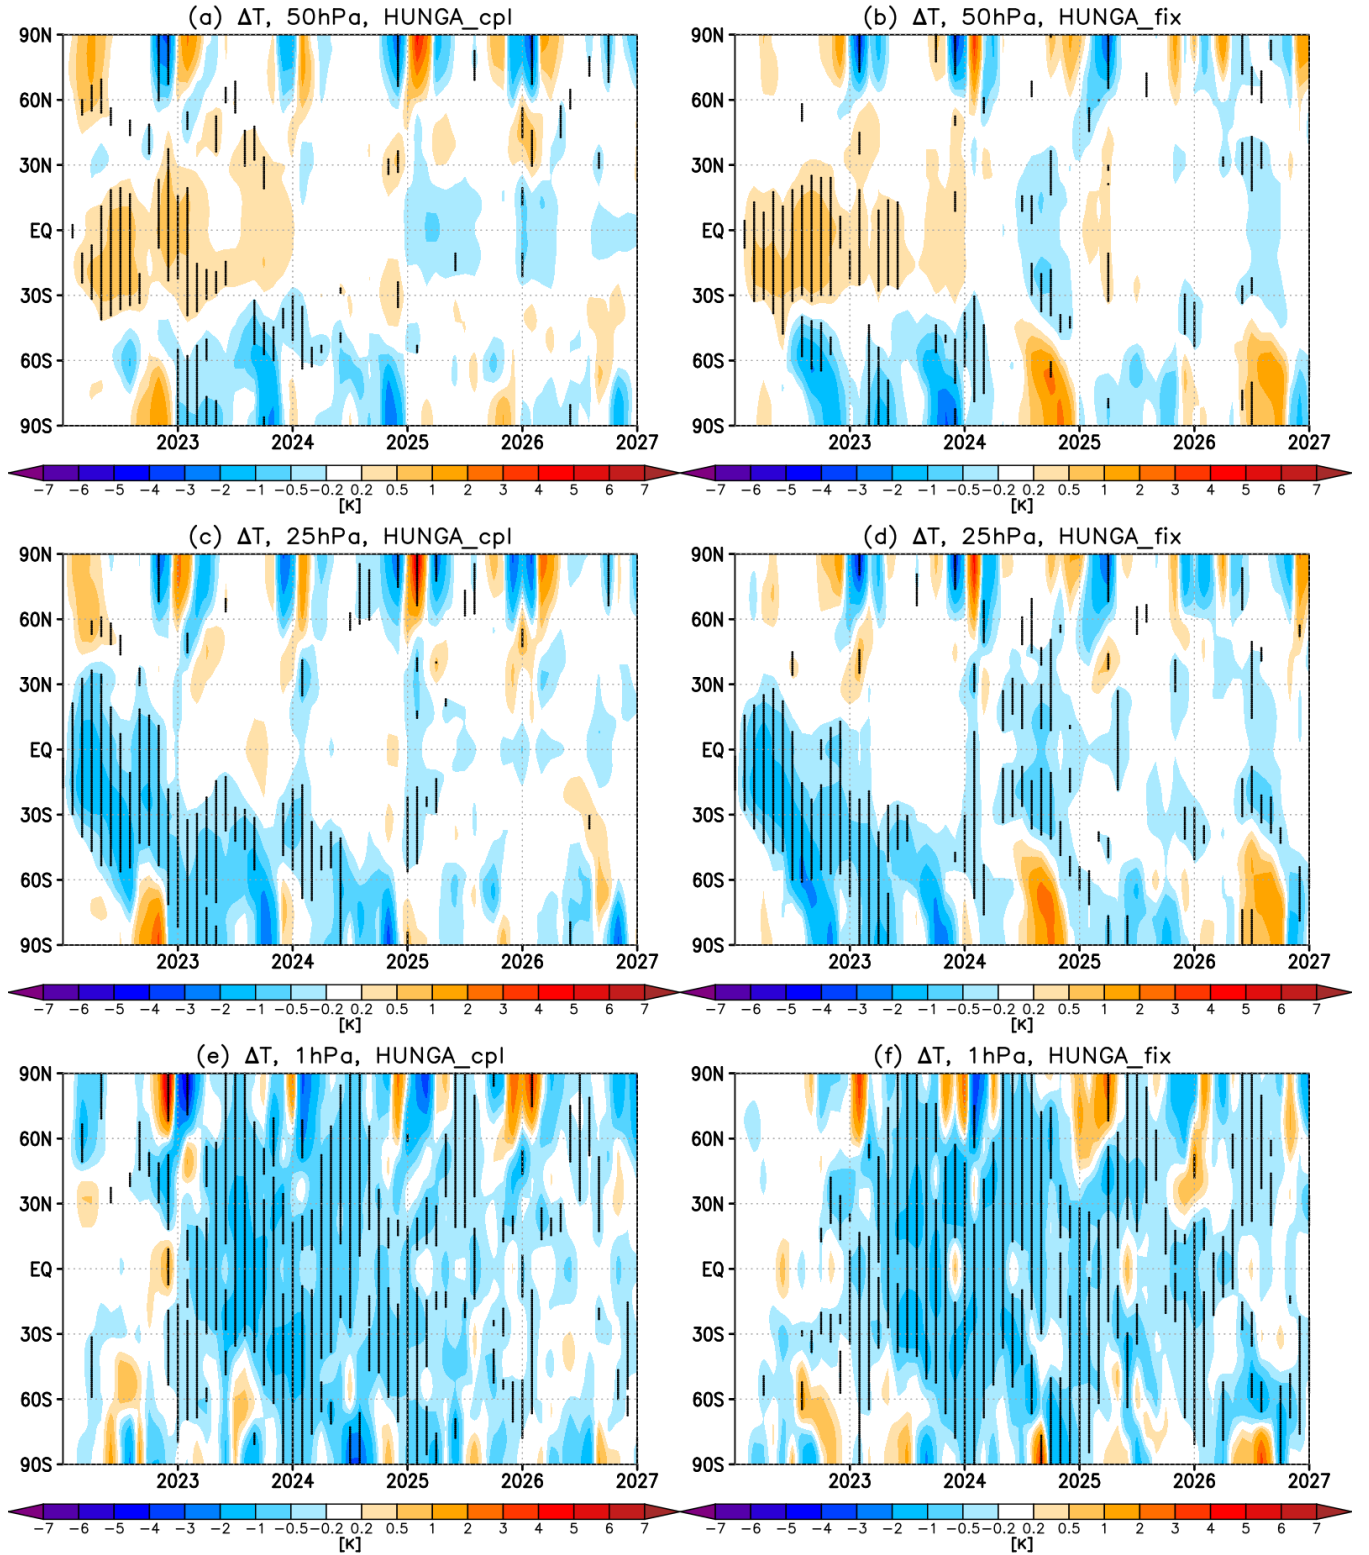 (a) ΔT, 50hPa, HUNGA_cpl
90N
60N
30N
EQ
30S
60S
90S
2023 2024 2025 2026 2027
-7 -6 -5 -4 -3 -2 -1 -0.5 -0.2 0.2 0.5 1 2 3 4 5 6 7
[K]
(b) ΔT, 50hPa, HUNGA_fix
90N
60N
30N
EQ
30S
60S
90S
2023 2024 2025 2026 2027
-7 -6 -5 -4 -3 -2 -1 -0.5 -0.2 0.2 0.5 1 2 3 4 5 6 7
[K]
(c) ΔT, 25hPa, HUNGA_cpl
90N
60N
30N
EQ
30S
60S
90S
2023 2024 2025 2026 2027
-7 -6 -5 -4 -3 -2 -1 -0.5 -0.2 0.2 0.5 1 2 3 4 5 6 7
[K]
(d) ΔT, 25hPa, HUNGA_fix
90N
60N
30N
EQ
30S
60S
90S
2023 2024 2025 2026 2027
-7 -6 -5 -4 -3 -2 -1 -0.5 -0.2 0.2 0.5 1 2 3 4 5 6 7
[K]
(e) ΔT, 1hPa, HUNGA_cpl
90N
60N
30N
EQ
30S
60S
90S
2023 2024 2025 2026 2027
-7 -6 -5 -4 -3 -2 -1 -0.5 -0.2 0.2 0.5 1 2 3 4 5 6 7
[K]
(f) ΔT, 1hPa, HUNGA_fix
90N
60N
30N
EQ
30S
60S
90S
2023 2024 2025 2026 2027
-7 -6 -5 -4 -3 -2 -1 -0.5 -0.2 0.2 0.5 1 2 3 4 5 6 7
[K]